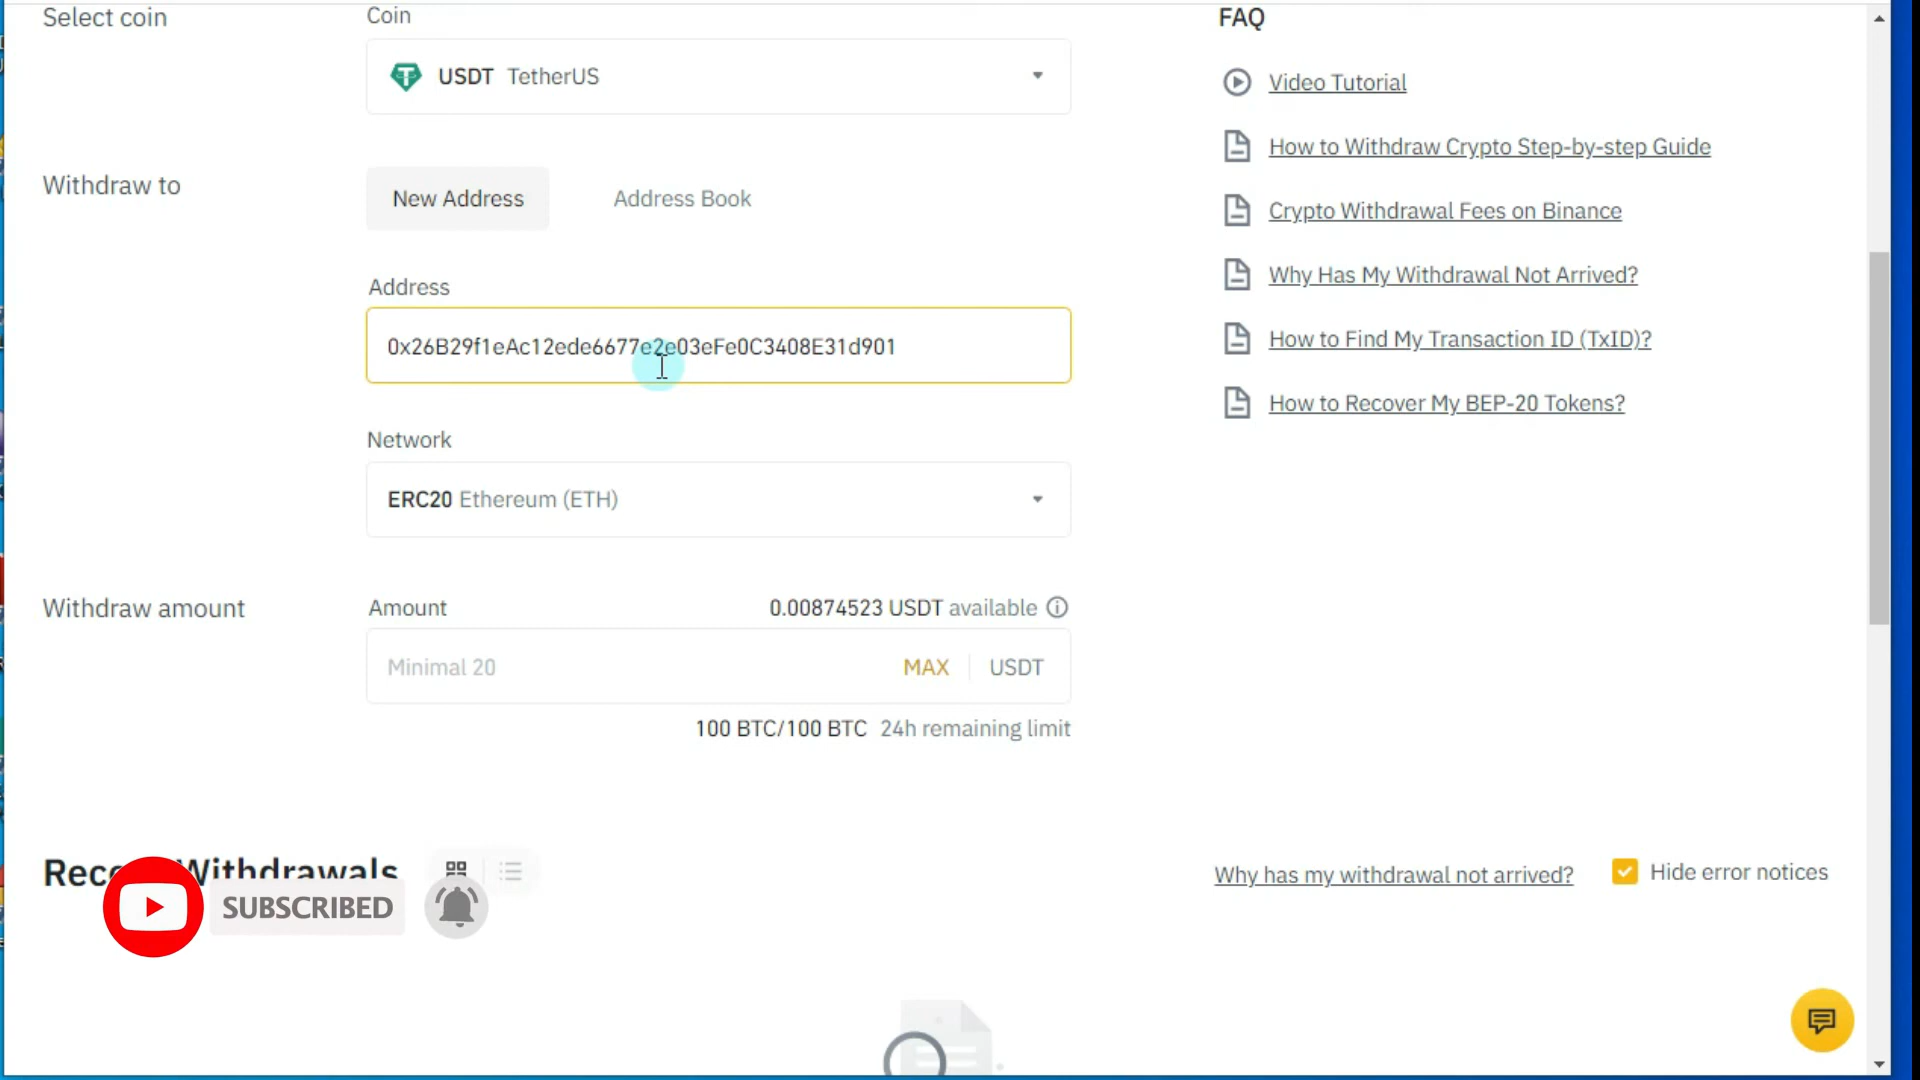 Select coin
Coin
USDT TetherUS
Withdraw to
New Address
Address Book
Address
0x26B29f1eAc12ede6677e2e03eFe0C3408E31d901
Network
ERC20 Ethereum (ETH)
Withdraw amount
Amount
0.00874523 USDT available
Minimal 20
MAX
USDT
100 BTC/100 BTC 24h remaining limit
FAQ
Video Tutorial
How to Withdraw Crypto Step-by-step Guide
Crypto Withdrawal Fees on Binance
Why Has My Withdrawal Not Arrived?
How to Find My Transaction ID (TxID)?
How to Recover My BEP-20 Tokens?
Withdrawals
Why has my withdrawal not arrived?
Hide error notices
SUBSCRIBED